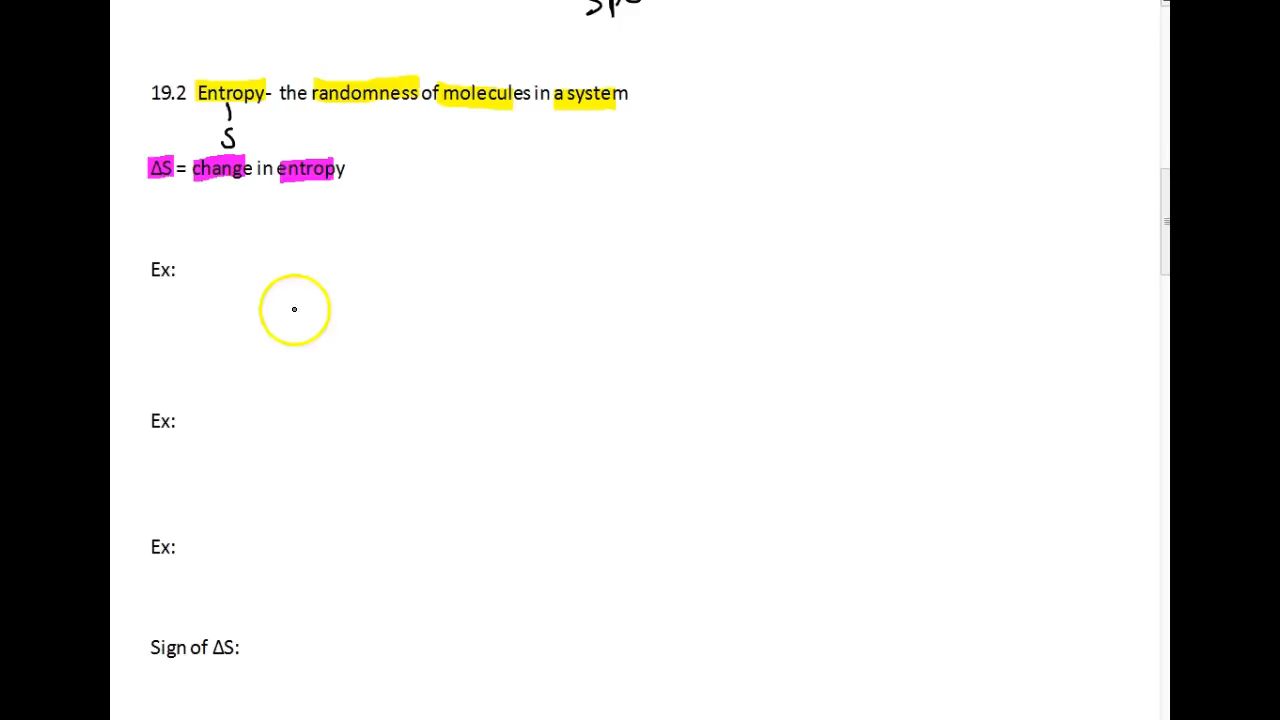 19.2 Entropy- the randomness of molecules in a system
S
ΔS = change in entropy
Ex:
Ex:
Ex:
Sign of ΔS: